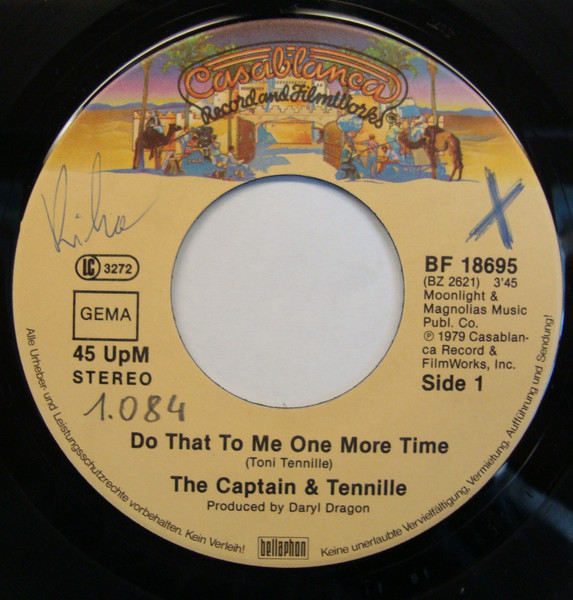 Casablanca
Record and FilmWorks
X
LC 3272
GEMA
45 UpM
STEREO
1.084
BF 18695
(BZ 2621) 3'45
Moonlight &
Magnolias Music
Publ. Co.
℗ 1979 Casablan-
ca Record &
FilmWorks, Inc.
Side 1
Do That To Me One More Time
(Toni Tennille)
The Captain & Tennille
Produced by Daryl Dragon
bellaphon
Alle Urheber- und Leistungsschutzrechte vorbehalten. Kein Verleih! Keine unerlaubte Vervielfältigung, Vermietung, Aufführung und Sendung!